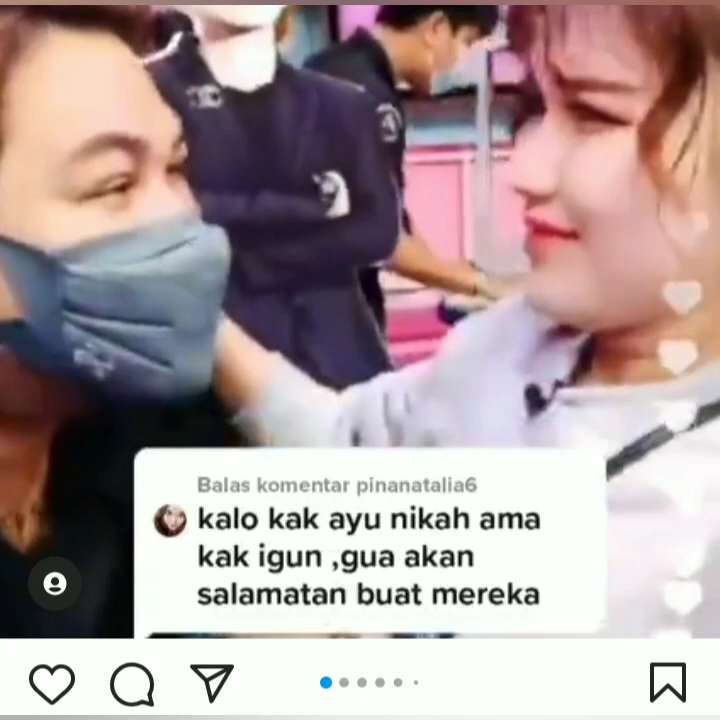 Balas komentar pinanatalia6
kalo kak ayu nikah ama
kak igun ,gua akan
salamatan buat mereka